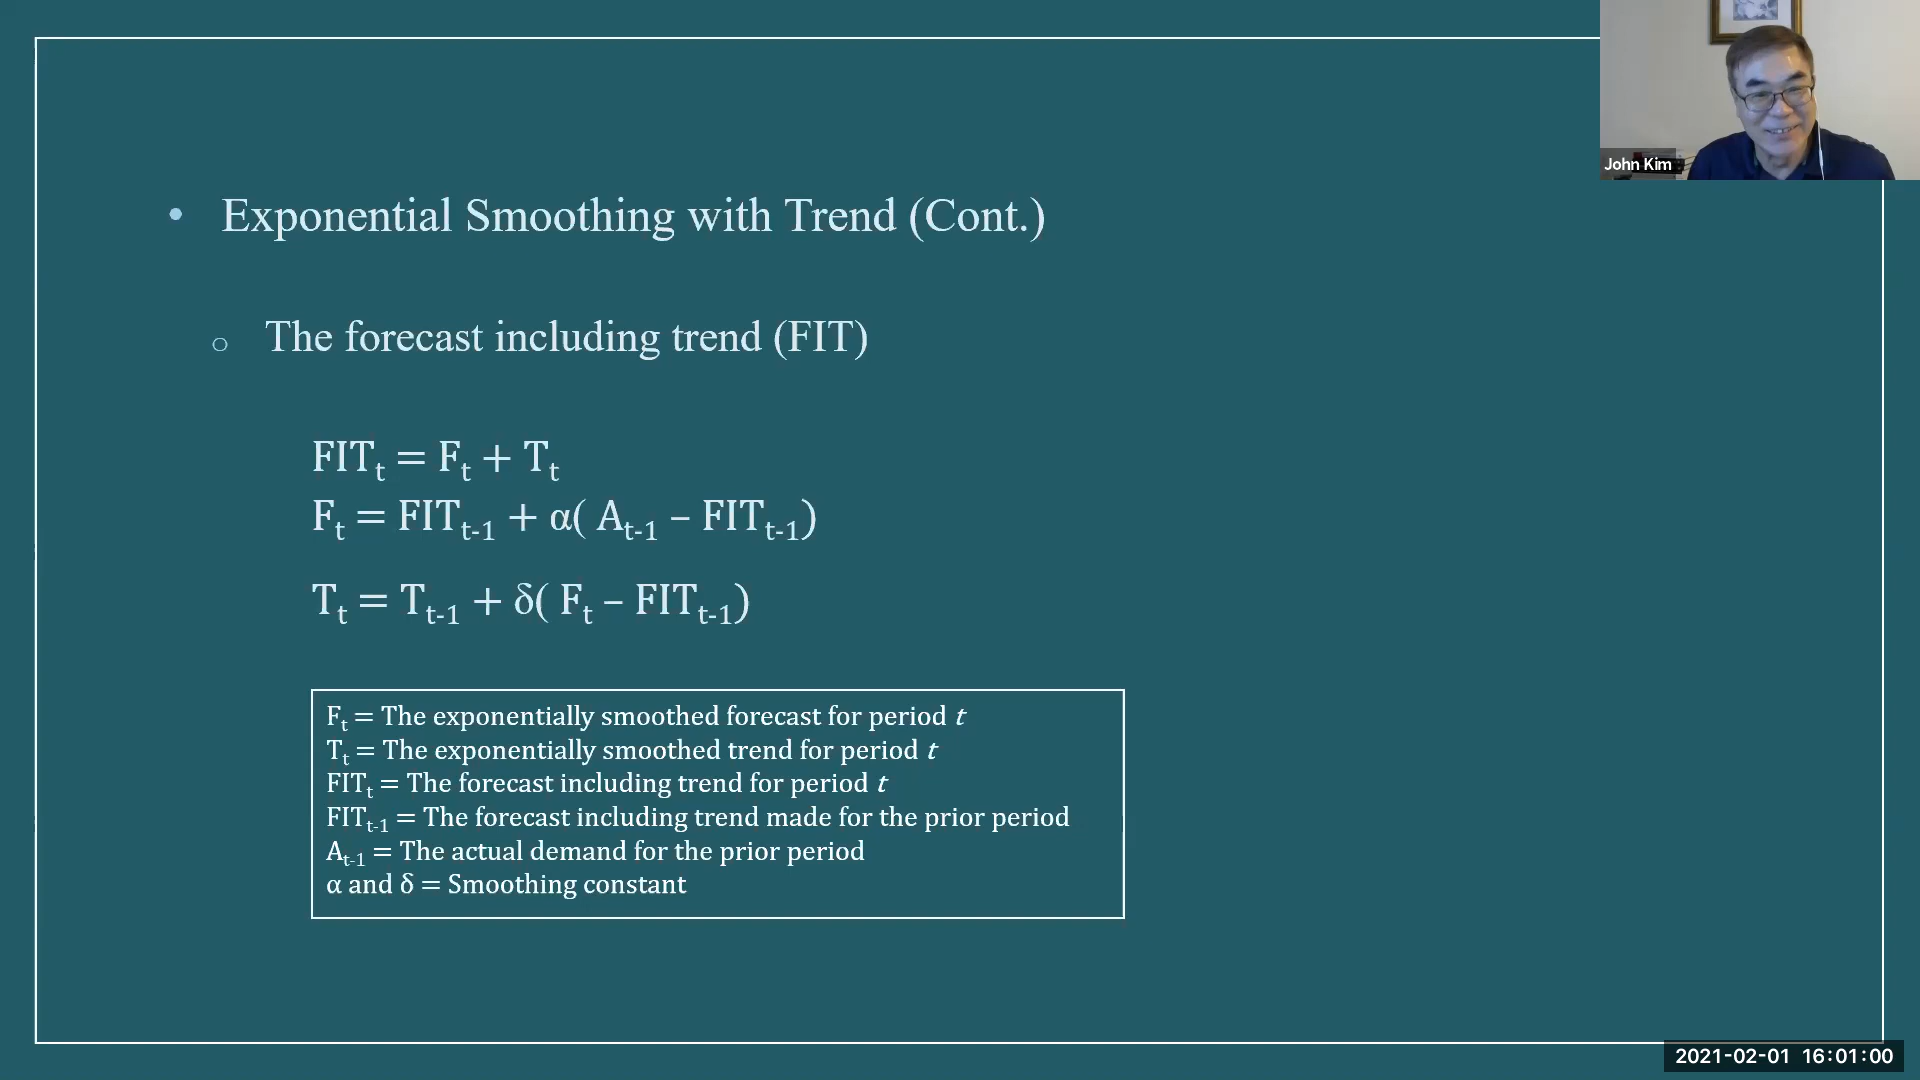 John Kim
• Exponential Smoothing with Trend (Cont.)
o The forecast including trend (FIT)
FITₜ = Fₜ + Tₜ
Fₜ = FITₜ₋₁ + α( Aₜ₋₁ – FITₜ₋₁)
Tₜ = Tₜ₋₁ + δ( Fₜ – FITₜ₋₁)
Fₜ = The exponentially smoothed forecast for period t
Tₜ = The exponentially smoothed trend for period t
FITₜ = The forecast including trend for period t
FITₜ₋₁ = The forecast including trend made for the prior period
Aₜ₋₁ = The actual demand for the prior period
α and δ = Smoothing constant
2021-02-01 16:01:00